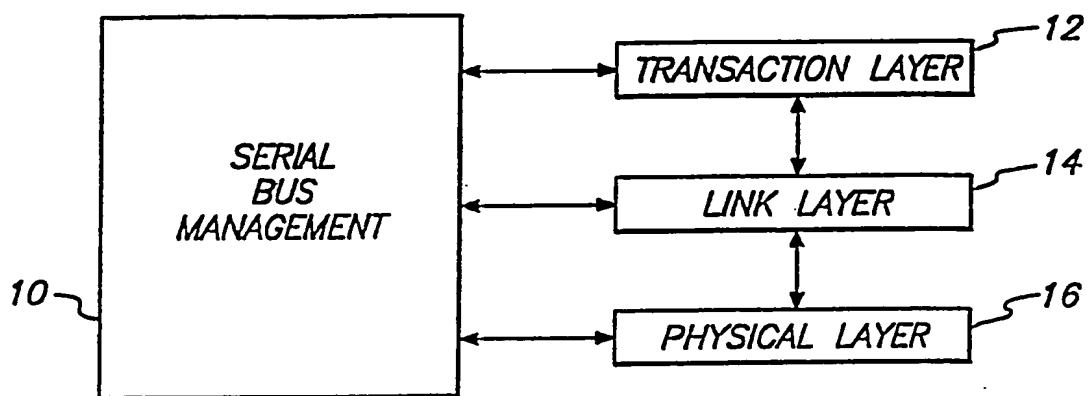 12
TRANSACTION LAYER
SERIAL
BUS
MANAGEMENT
14
LINK LAYER
10
16
PHYSICAL LAYER